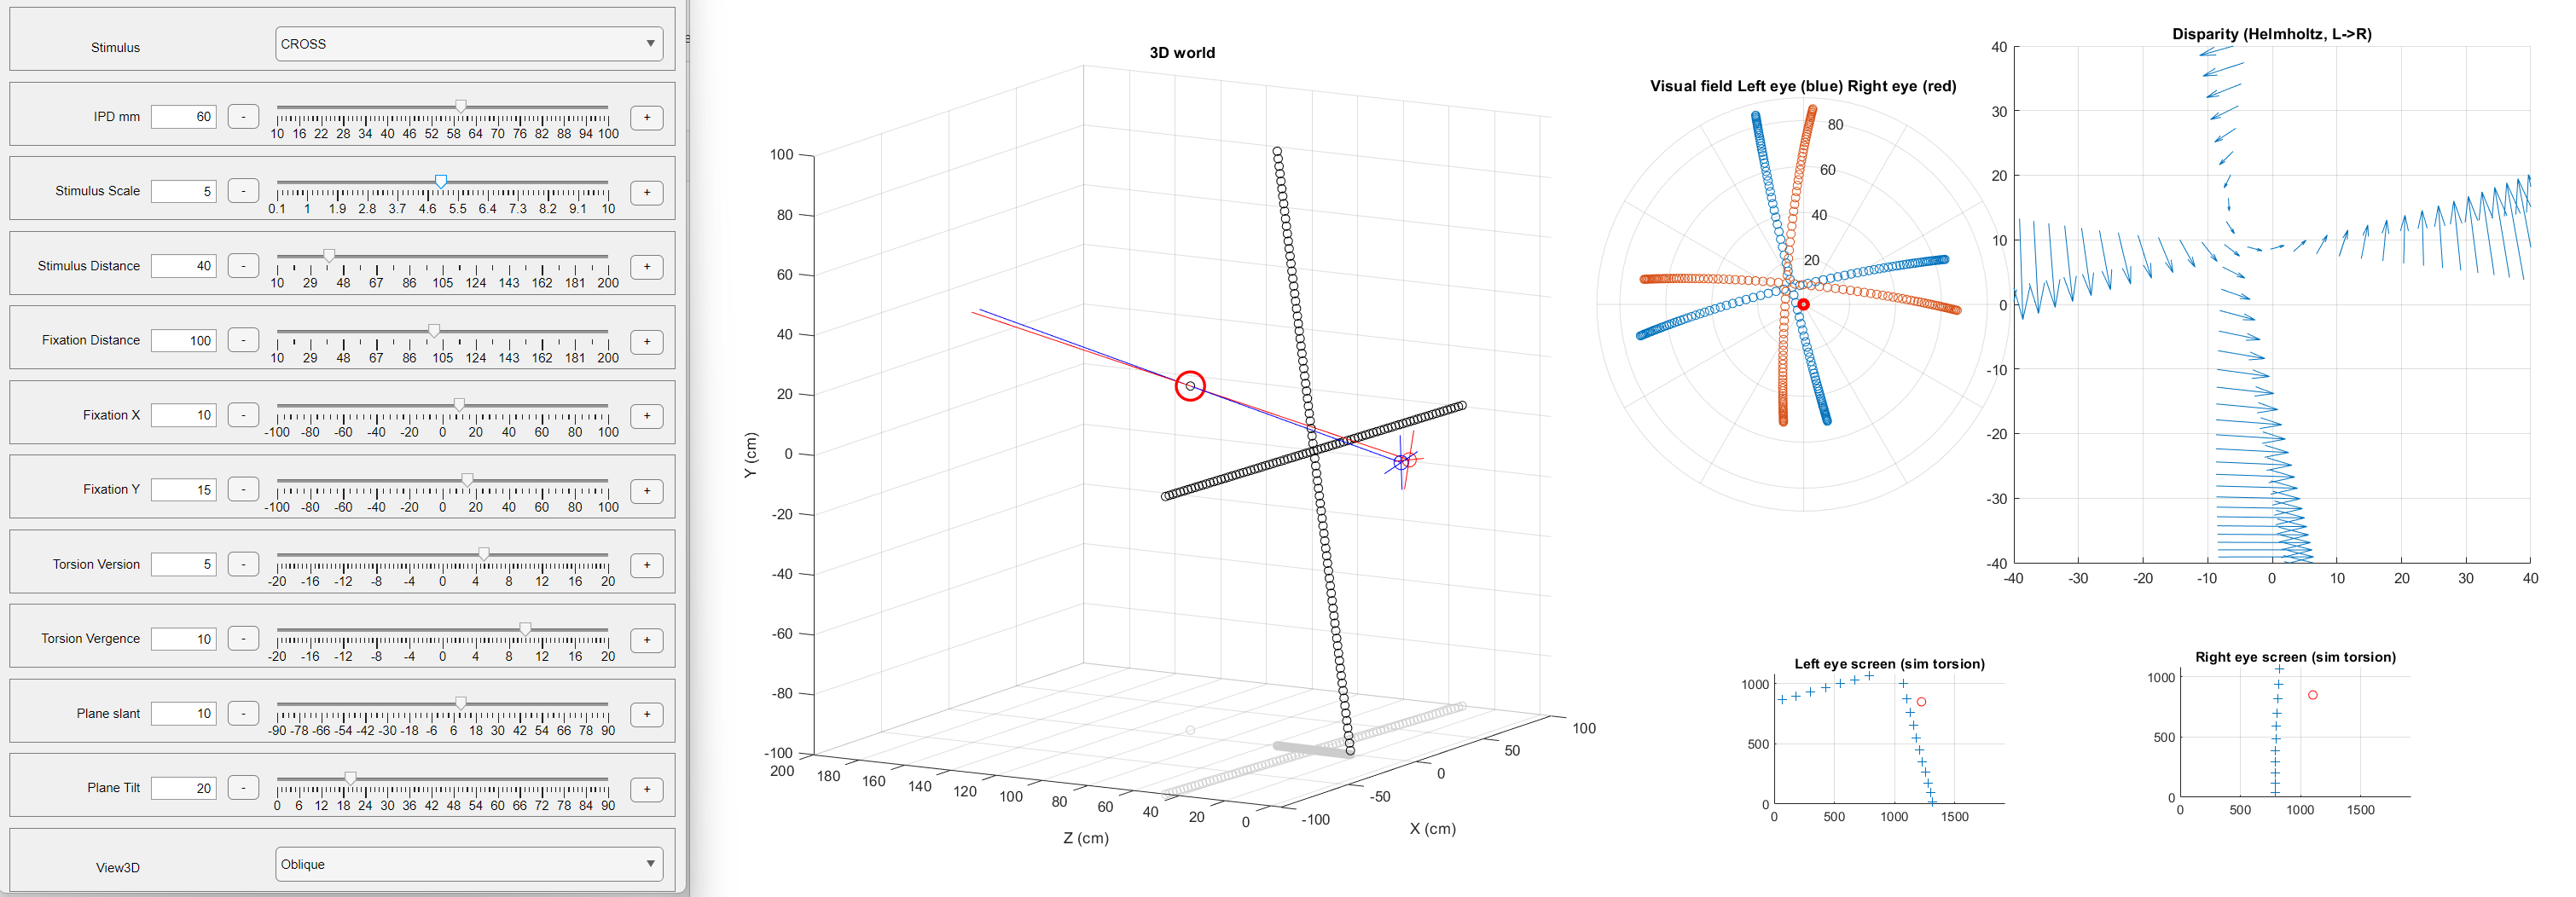 Stimulus CROSS
IPD mm 60 - +
10 16 22 28 34 40 46 52 58 64 70 76 82 88 94 100
Stimulus Scale 5 - +
0.1 1 1.9 2.8 3.7 4.6 5.5 6.4 7.3 8.2 9.1 10
Stimulus Distance 40 - +
10 29 48 67 86 105 124 143 162 181 200
Fixation Distance 100 - +
10 29 48 67 86 105 124 143 162 181 200
Fixation X 10 - +
-100 -80 -60 -40 -20 0 20 40 60 80 100
Fixation Y 15 - +
-100 -80 -60 -40 -20 0 20 40 60 80 100
Torsion Version 5 - +
-20 -16 -12 -8 -4 0 4 8 12 16 20
Torsion Vergence 10 - +
-20 -16 -12 -8 -4 0 4 8 12 16 20
Plane slant 10 - +
-90 -78 -66 -54 -42 -30 -18 -6 6 18 30 42 54 66 78 90
Plane Tilt 20 - +
0 6 12 18 24 30 36 42 48 54 60 66 72 78 84 90
View3D Oblique
3D world
100
80
60
40
20
0
-20
-40
-60
-80
-100
Y (cm)
200 180 160 140 120 100 80 60 40 20 0
Z (cm)
-100 -50 0 50 100
X (cm)
Visual field Left eye (blue) Right eye (red)
80
60
40
20
Disparity (Helmholtz, L->R)
40
30
20
10
0
-10
-20
-30
-40
-40 -30 -20 -10 0 10 20 30 40
Left eye screen (sim torsion)
1000
500
0
0 500 1000 1500
Right eye screen (sim torsion)
1000
500
0
0 500 1000 1500